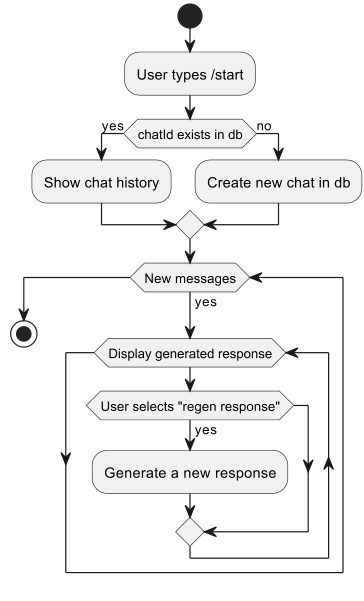 User types /start
yes
chatId exists in db
no
Show chat history
Create new chat in db
New messages
yes
Display generated response
User selects "regen response"
yes
Generate a new response